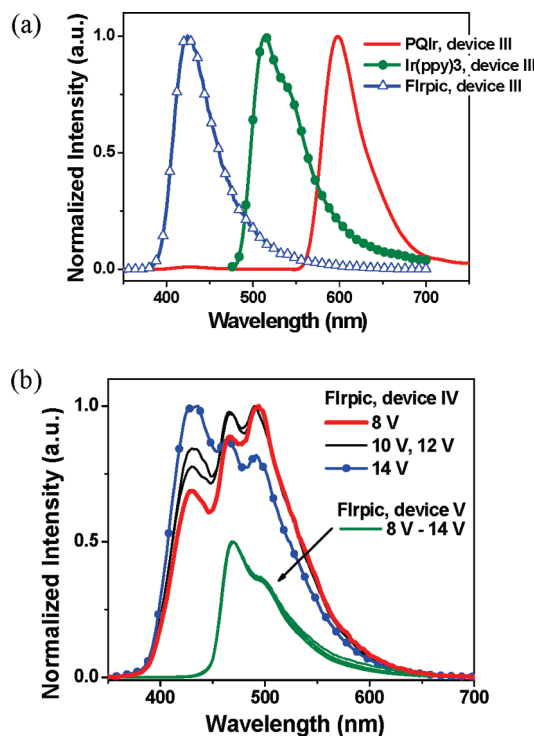 (a)
Normalized Intensity (a.u.)
1.0
0.5
0.0
PQIr, device III
Ir(ppy)3, device III
FIrpic, device III
400
500
600
700
Wavelength (nm)
(b)
Normalized Intensity (a.u.)
1.0
0.5
0.0
FIrpic, device IV
8 V
10 V, 12 V
14 V
FIrpic, device V
8 V - 14 V
400
500
600
700
Wavelength (nm)